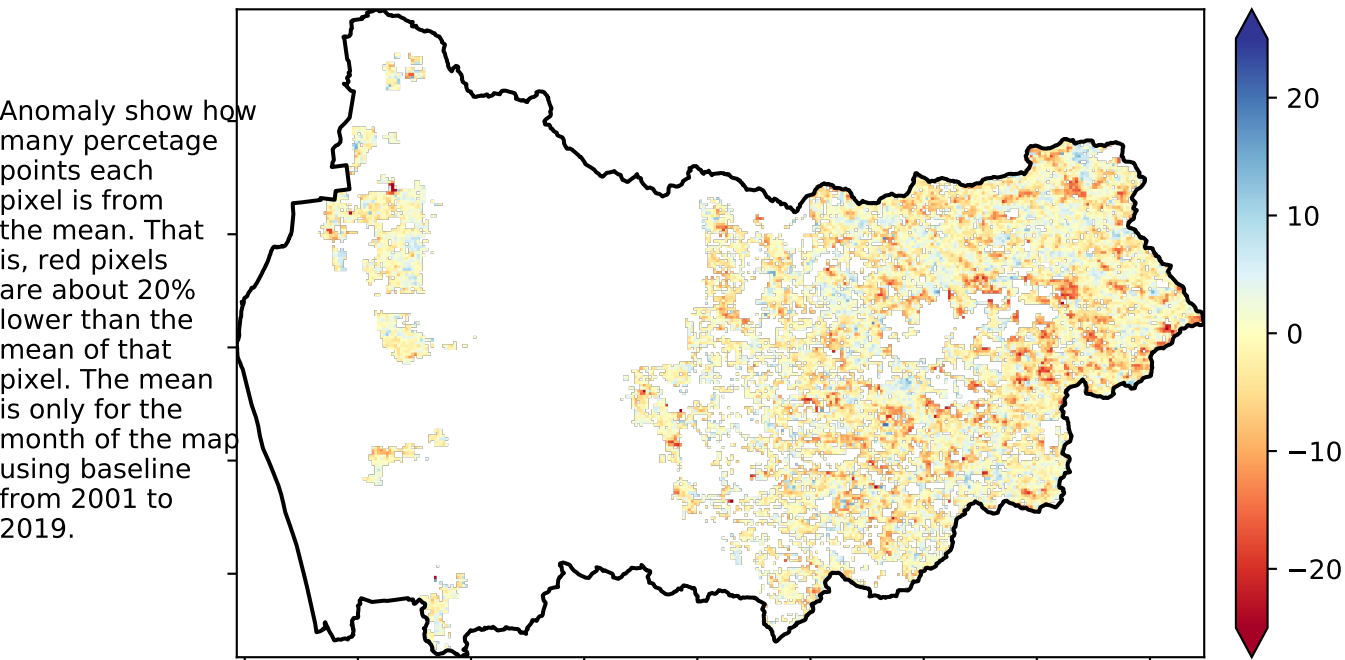 Anomaly show how
many percetage
points each
pixel is from
the mean. That
is, red pixels
are about 20%
lower than the
mean of that
pixel. The mean
is only for the
month of the map
using baseline
from 2001 to
2019.
20
10
0
−10
−20